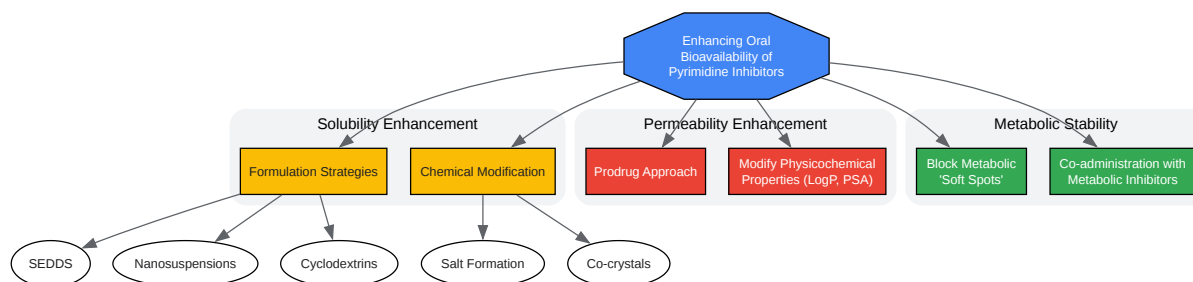 Enhancing Oral
Bioavailability of
Pyrimidine Inhibitors
Solubility Enhancement
Permeability Enhancement
Metabolic Stability
Formulation Strategies
Chemical Modification
Prodrug Approach
Modify Physicochemical
Properties (LogP, PSA)
Block Metabolic
'Soft Spots'
Co-administration with
Metabolic Inhibitors
SEDDS
Nanosuspensions
Cyclodextrins
Salt Formation
Co-crystals